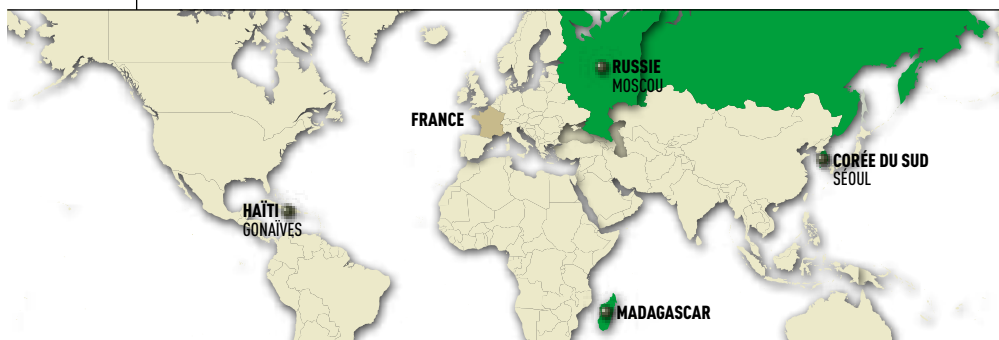 RUSSIE
MOSCOU
FRANCE
CORÉE DU SUD
SÉOUL
HAÏTI
GONAÏVES
MADAGASCAR